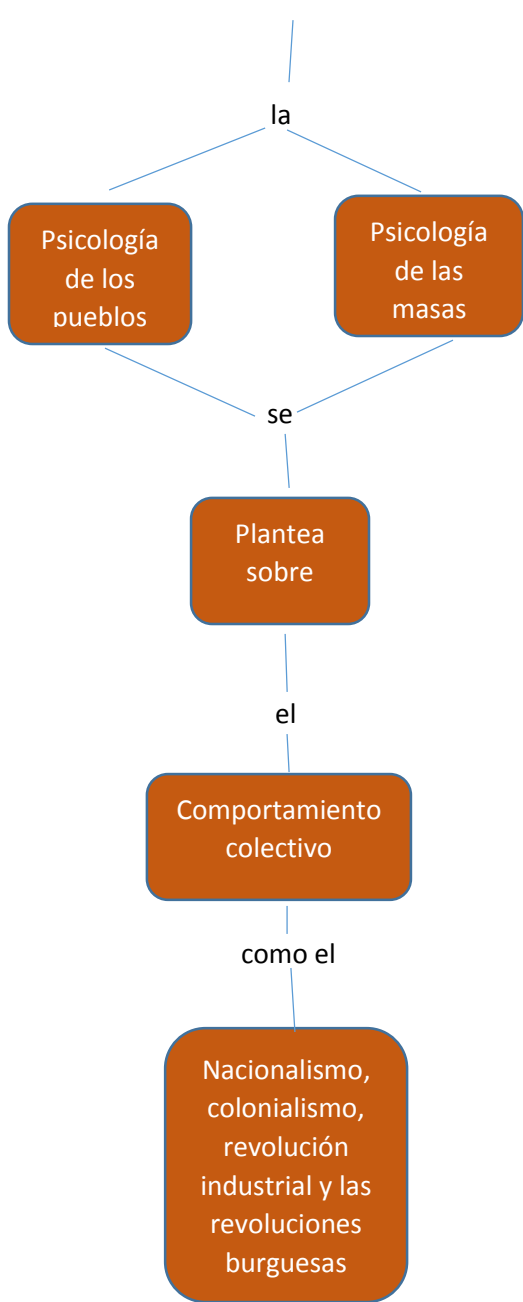 la
Psicología
de los
pueblos
Psicología
de las
masas
se
Plantea
sobre
el
Comportamiento
colectivo
como el
Nacionalismo,
colonialismo,
revolución
industrial y las
revoluciones
burguesas